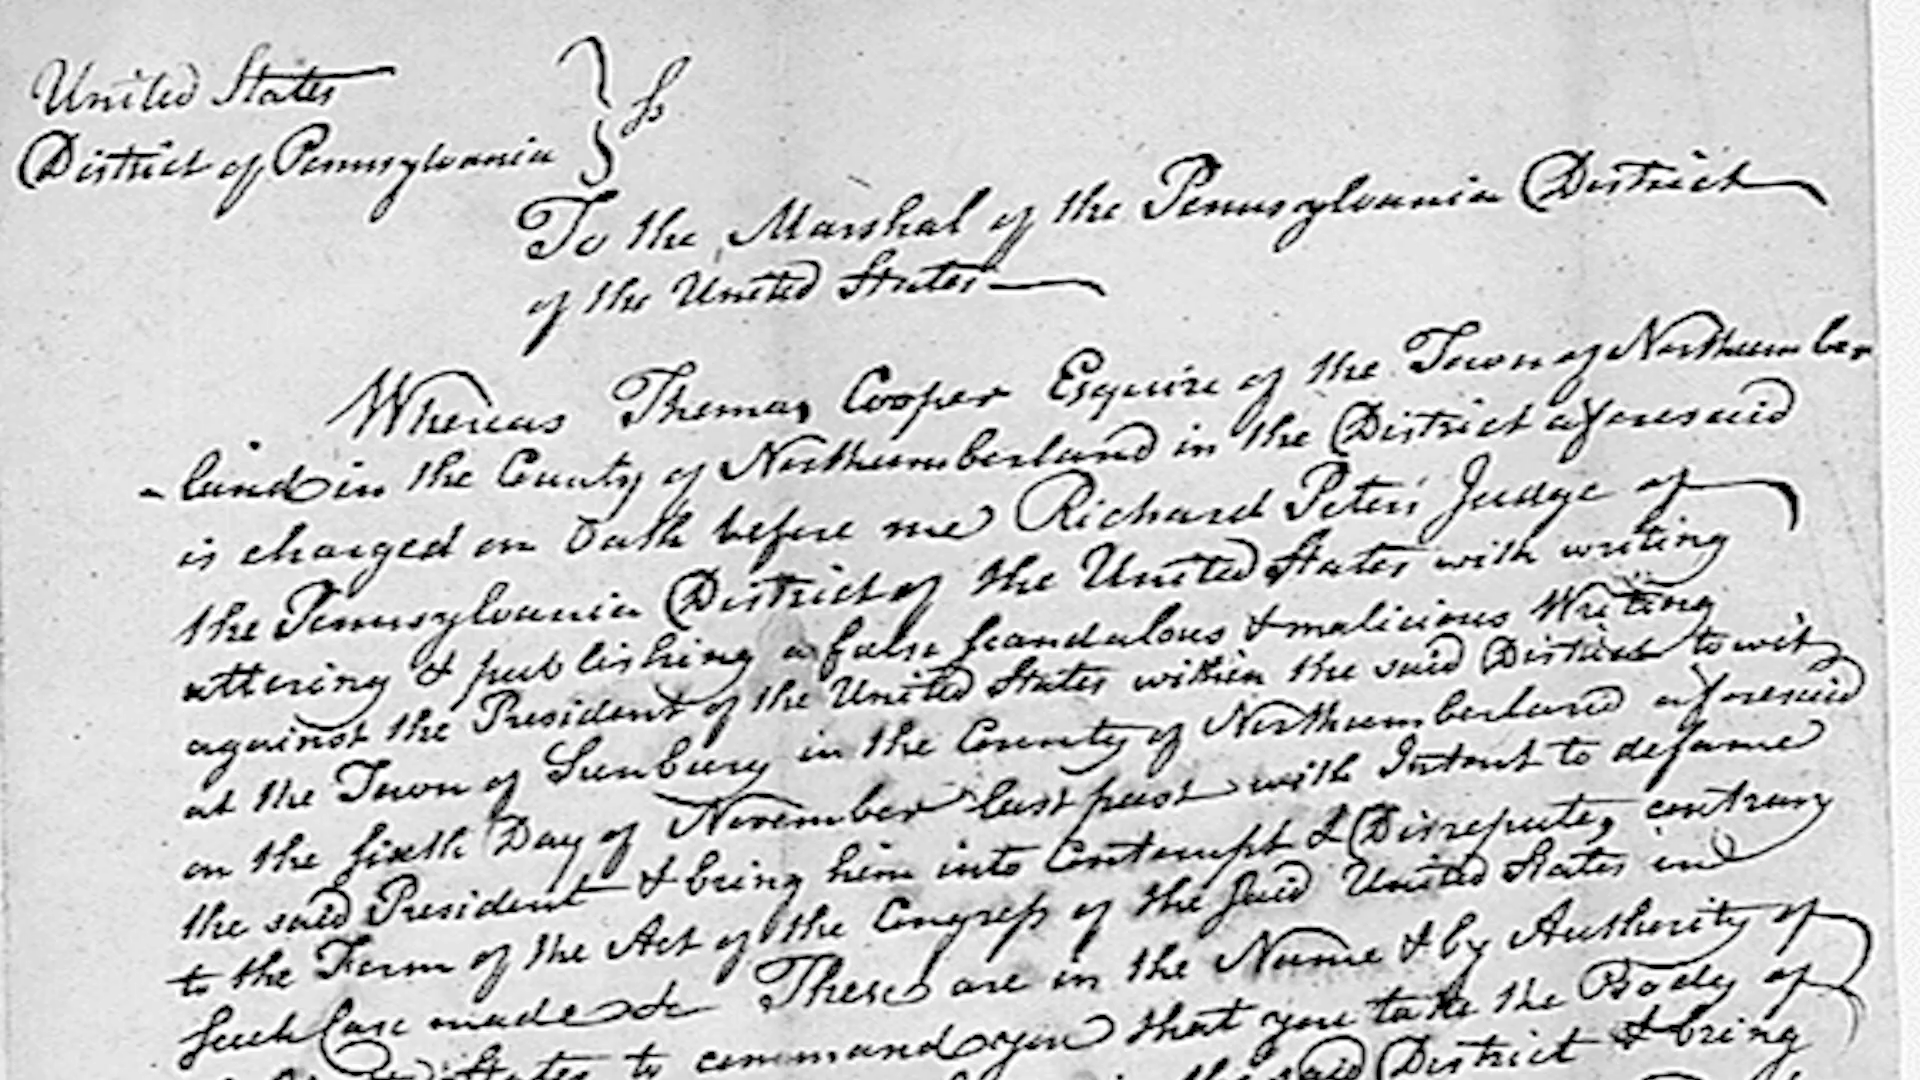 United States
District of Pennsylvania } ss
To the Marshal of the Pennsylvania District
of the United States
Whereas Thomas Cooper Esquire of the Town of Northumber
-land in the County of Northumberland in the District aforesaid
is charged on Oath before me Richard Peters Judge of
the Pennsylvania District of the United States with writing
uttering & publishing a false scandalous & malicious Writing
against the President of the United States within the said District to wit
at the Town of Sunbury in the County of Northumberland aforesaid
on the sixth Day of November last past with Intent to defame
the said President & bring him into Contempt & Disrepute, contrary
to the Form of the Act of the Congress of the said United States in
such Case made &c These are in the Name & by Authority of
States to command you that you take the Body of
the said District & bring